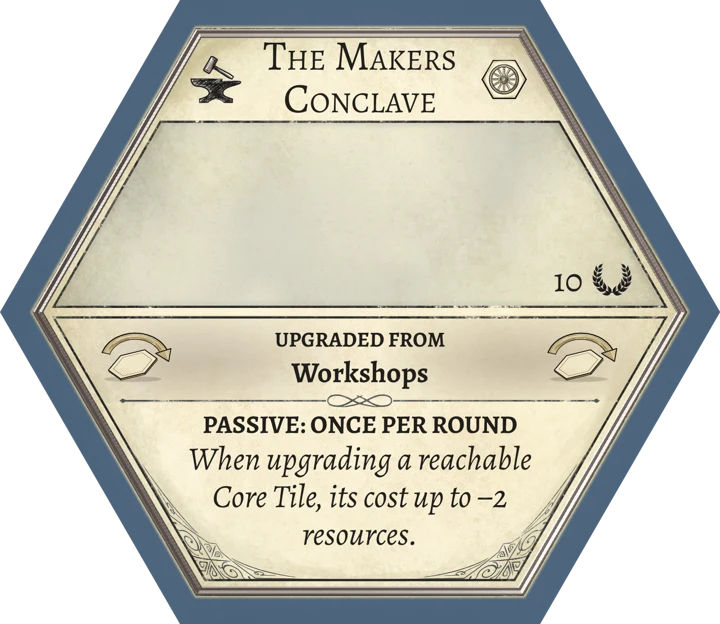 The Makers
Conclave
10
UPGRADED FROM
Workshops
PASSIVE: ONCE PER ROUND
When upgrading a reachable
Core Tile, its cost up to −2
resources.